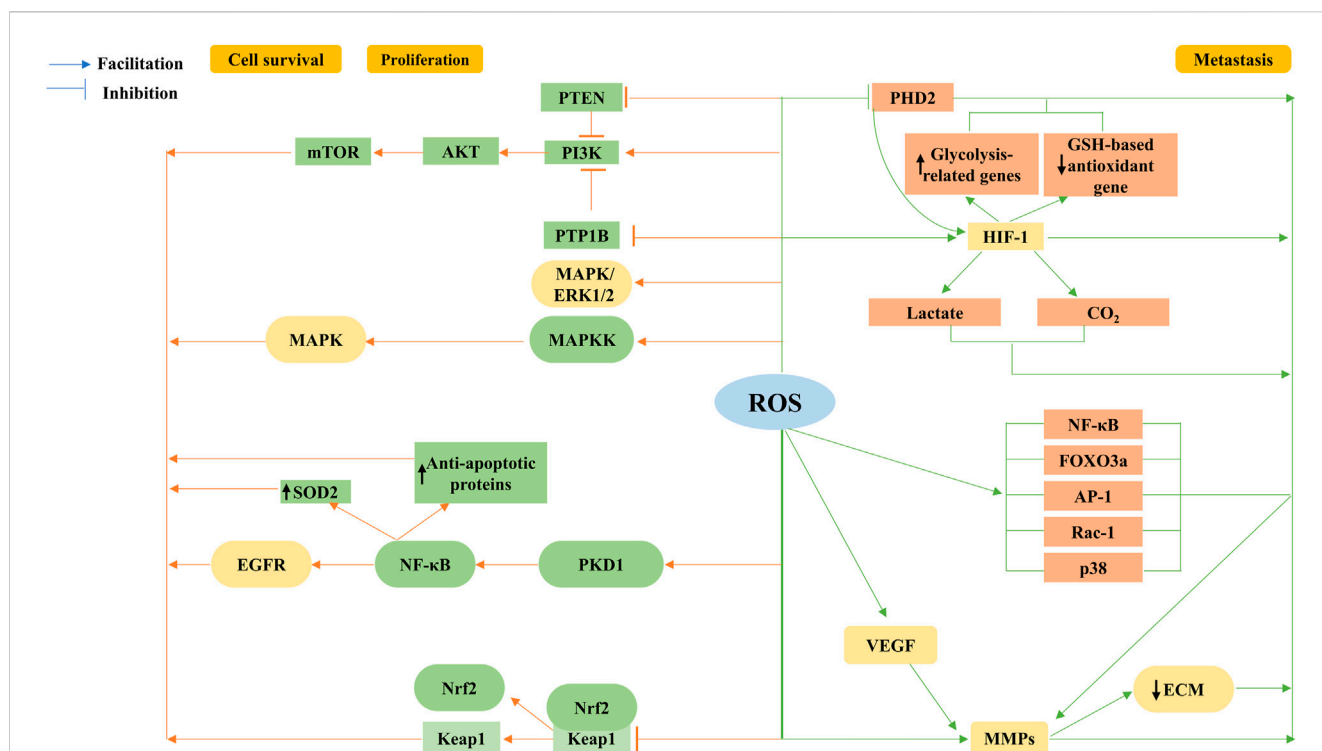 Facilitation
Inhibition
Cell survival
Proliferation
Metastasis
PTEN
PHD2
mTOR
AKT
PI3K
Glycolysis-
related genes
GSH-based
antioxidant
gene
PTP1B
HIF-1
MAPK/
ERK1/2
Lactate
CO₂
MAPK
MAPKK
ROS
NF-κB
FOXO3a
AP-1
Rac-1
p38
Anti-apoptotic
proteins
SOD2
EGFR
NF-κB
PKD1
VEGF
Nrf2
Nrf2
ECM
Keap1
Keap1
MMPs